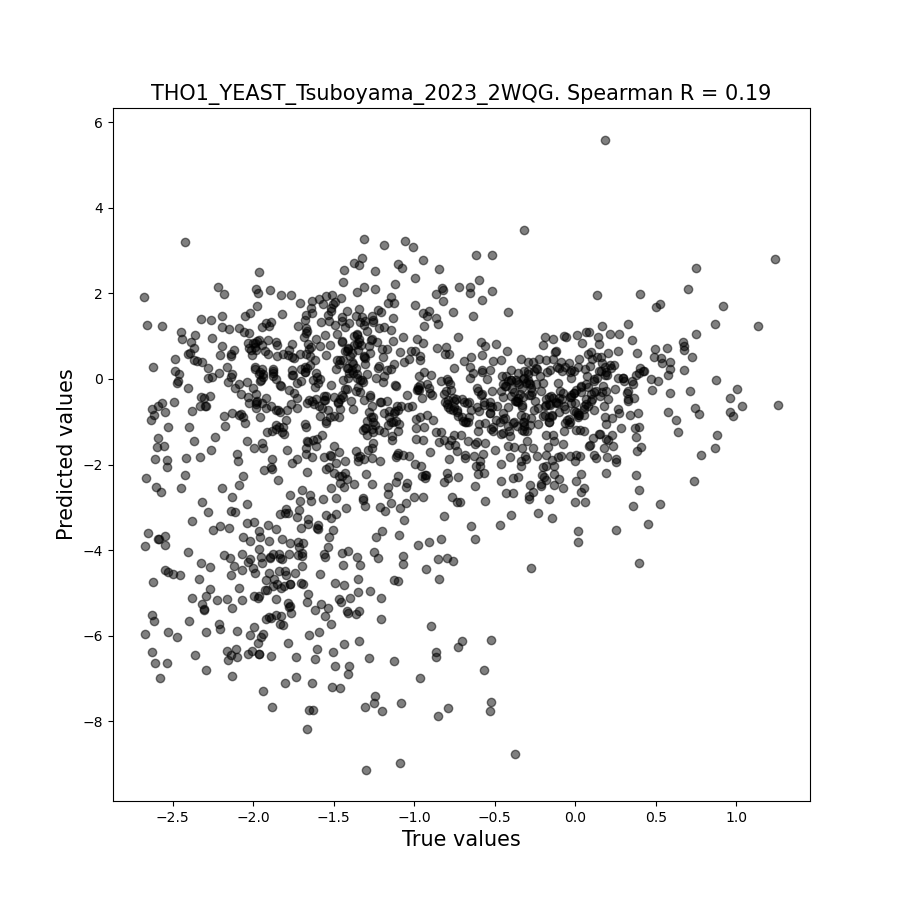 THO1_YEAST_Tsuboyama_2023_2WQG. Spearman R = 0.19
6
4
2
0
−2
−4
−6
−8
Predicted values
−2.5 −2.0 −1.5 −1.0 −0.5 0.0 0.5 1.0
True values